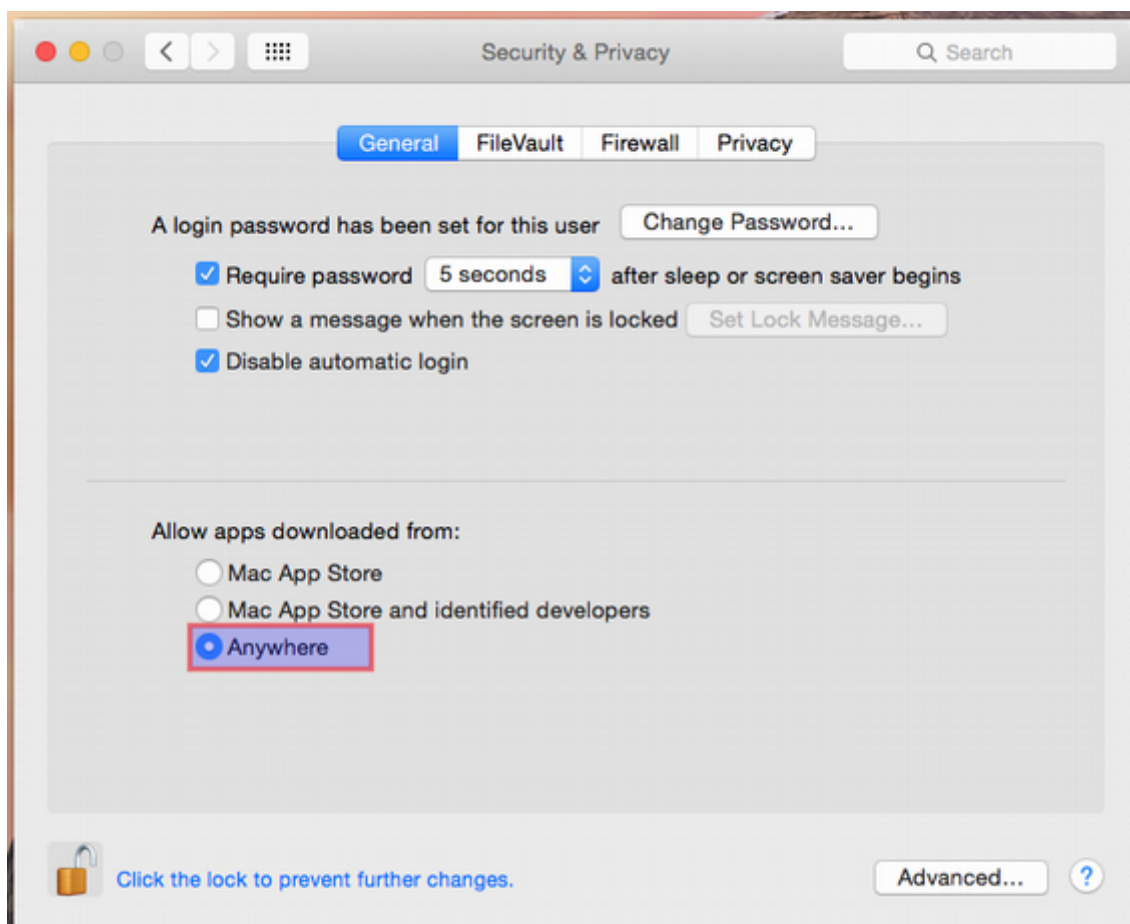 Security & Privacy
Search
General FileVault Firewall Privacy
A login password has been set for this user Change Password...
Require password 5 seconds after sleep or screen saver begins
Show a message when the screen is locked Set Lock Message...
Disable automatic login
Allow apps downloaded from:
Mac App Store
Mac App Store and identified developers
Anywhere
Click the lock to prevent further changes.
Advanced... ?